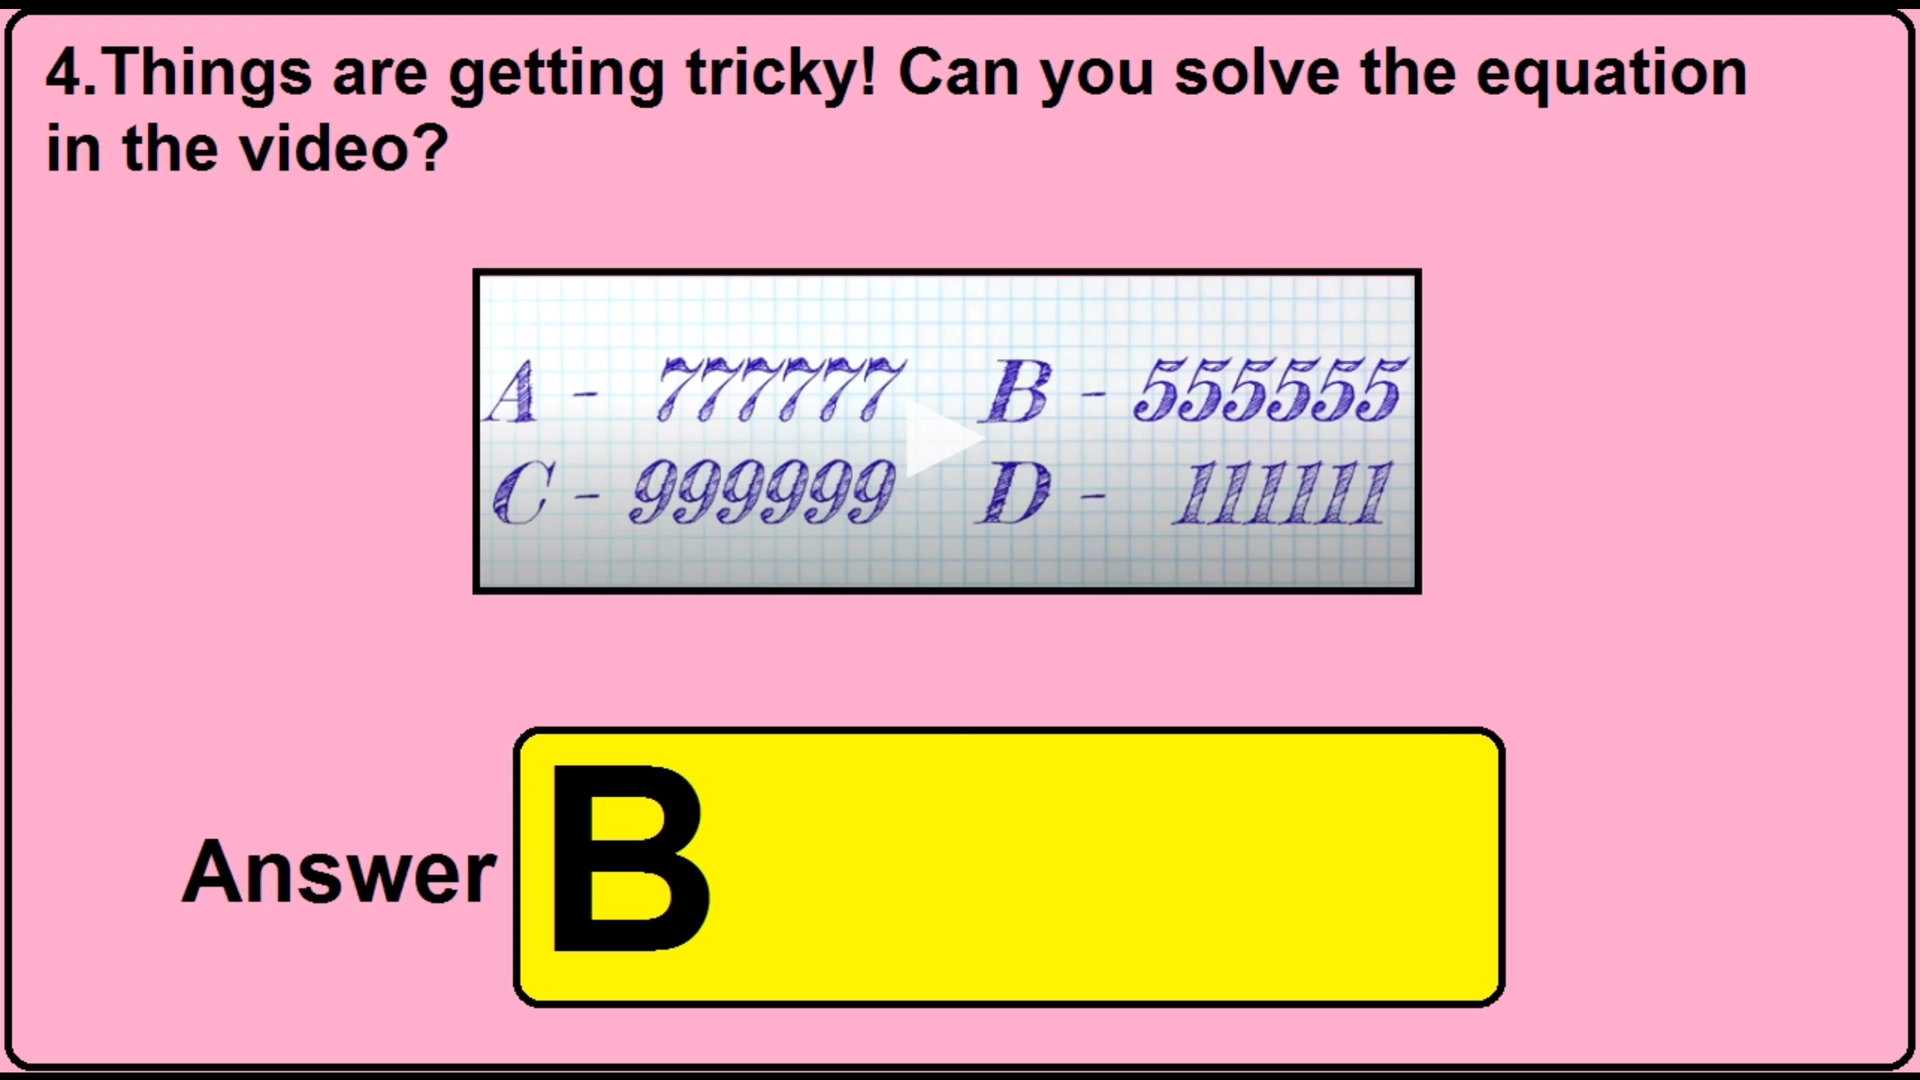 4.Things are getting tricky! Can you solve the equation
in the video?
A - 777777 B - 555555
C - 999999 D - 111111
Answer B